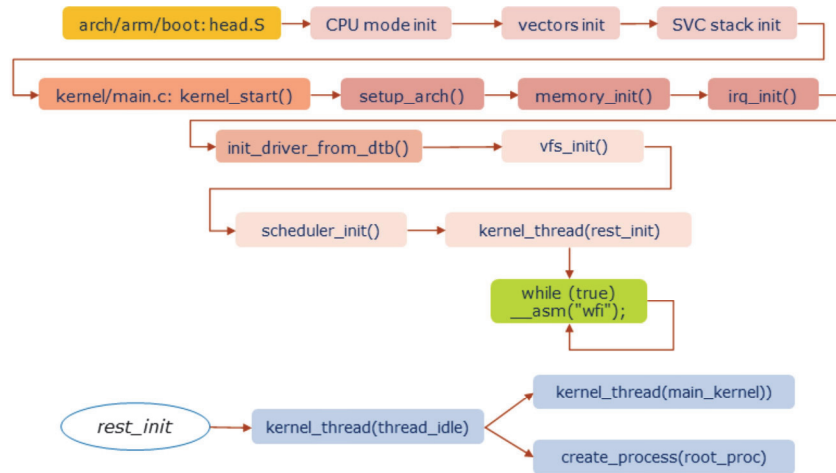 arch/arm/boot: head.S
CPU mode init
vectors init
SVC stack init
kernel/main.c: kernel_start()
setup_arch()
memory_init()
irq_init()
init_driver_from_dtb()
vfs_init()
scheduler_init()
kernel_thread(rest_init)
while (true)
__asm("wfi");
rest_init
kernel_thread(thread_idle)
kernel_thread(main_kernel))
create_process(root_proc)